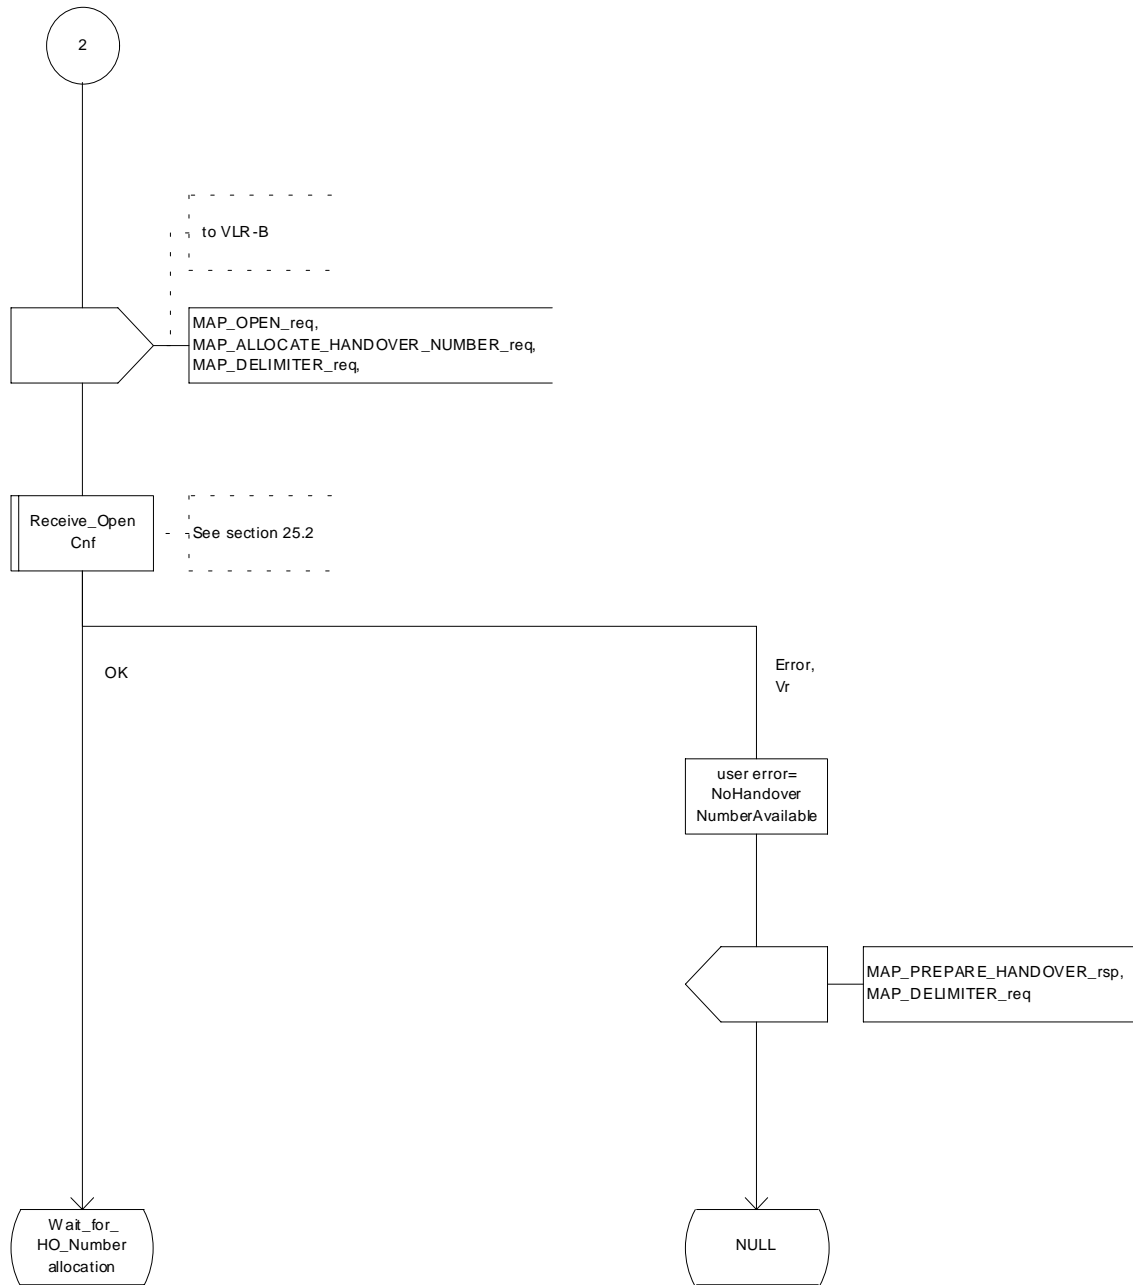 2
to VLR-B
MAP_OPEN_req,
MAP_ALLOCATE_HANDOVER_NUMBER_req,
MAP_DELIMITER_req,
Receive_Open
Cnf
See section 25.2
OK
Error,
Vr
user error=
NoHandover
NumberAvailable
MAP_PREPARE_HANDOVER_rsp,
MAP_DELIMITER_req
Wait_for_
HO_Number
allocation
NULL